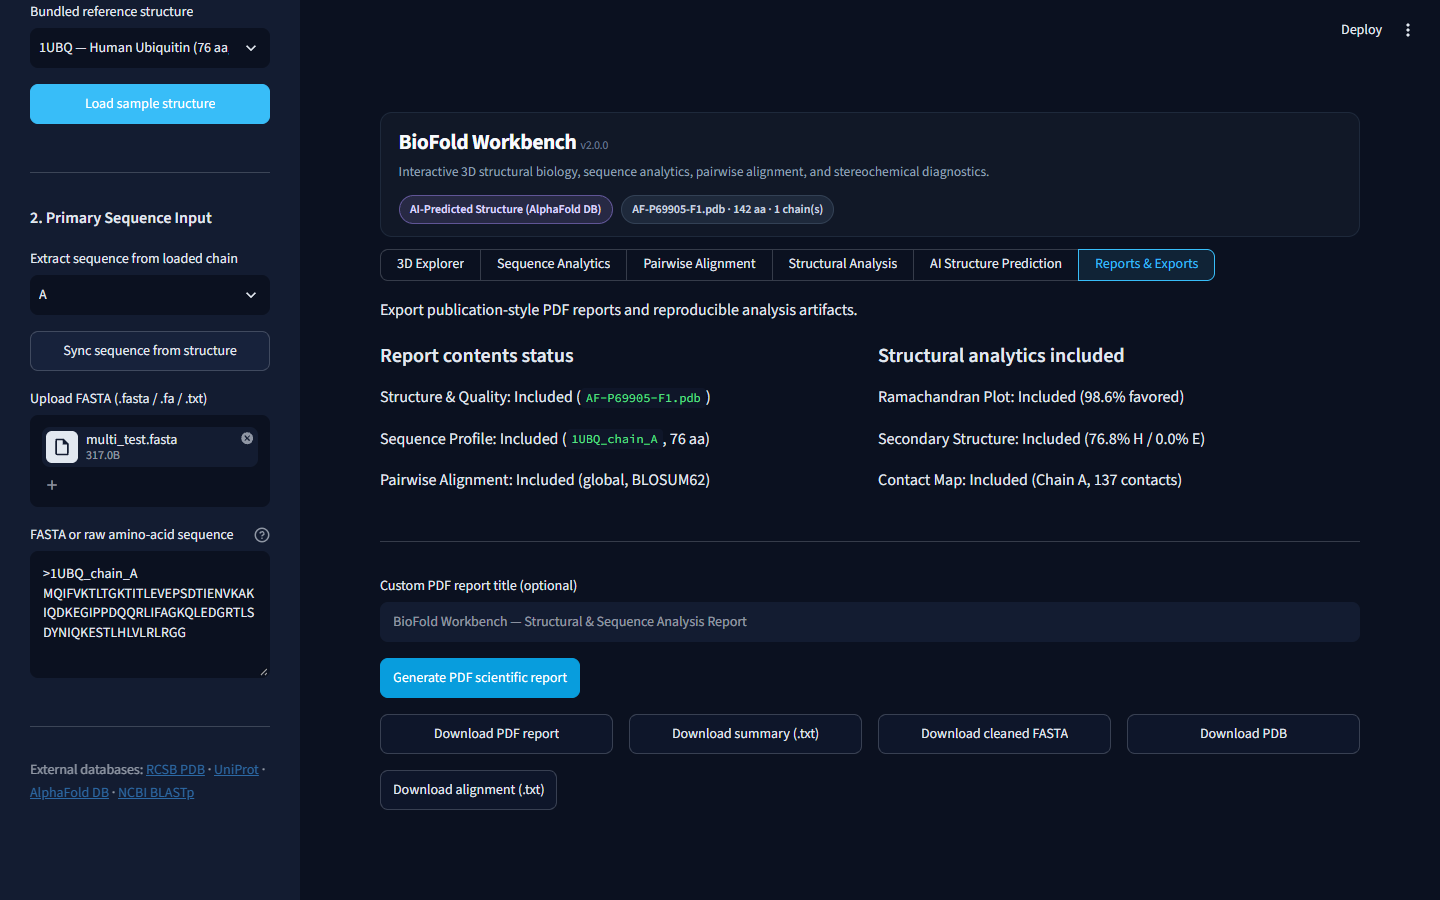 Bundled reference structure
1UBQ — Human Ubiquitin (76 aa
Load sample structure
2. Primary Sequence Input
Extract sequence from loaded chain
A
Sync sequence from structure
Upload FASTA (.fasta / .fa / .txt)
multi_test.fasta
317.0B
FASTA or raw amino-acid sequence
>1UBQ_chain_A
MQIFVKTLTGKTITLEVEPSDTIENVKAK
IQDKEGIPPDQQRLIFAGKQLEDGRTLS
DYNIQKESTLHLVLRLRGG
External databases: RCSB PDB · UniProt ·
AlphaFold DB · NCBI BLASTp
Deploy
BioFold Workbench v2.0.0
Interactive 3D structural biology, sequence analytics, pairwise alignment, and stereochemical diagnostics.
AI-Predicted Structure (AlphaFold DB)
AF-P69905-F1.pdb · 142 aa · 1 chain(s)
3D Explorer
Sequence Analytics
Pairwise Alignment
Structural Analysis
AI Structure Prediction
Reports & Exports
Export publication-style PDF reports and reproducible analysis artifacts.
Report contents status
Structure & Quality: Included ( AF-P69905-F1.pdb )
Sequence Profile: Included ( 1UBQ_chain_A , 76 aa)
Pairwise Alignment: Included (global, BLOSUM62)
Structural analytics included
Ramachandran Plot: Included (98.6% favored)
Secondary Structure: Included (76.8% H / 0.0% E)
Contact Map: Included (Chain A, 137 contacts)
Custom PDF report title (optional)
BioFold Workbench — Structural & Sequence Analysis Report
Generate PDF scientific report
Download PDF report
Download summary (.txt)
Download cleaned FASTA
Download PDB
Download alignment (.txt)